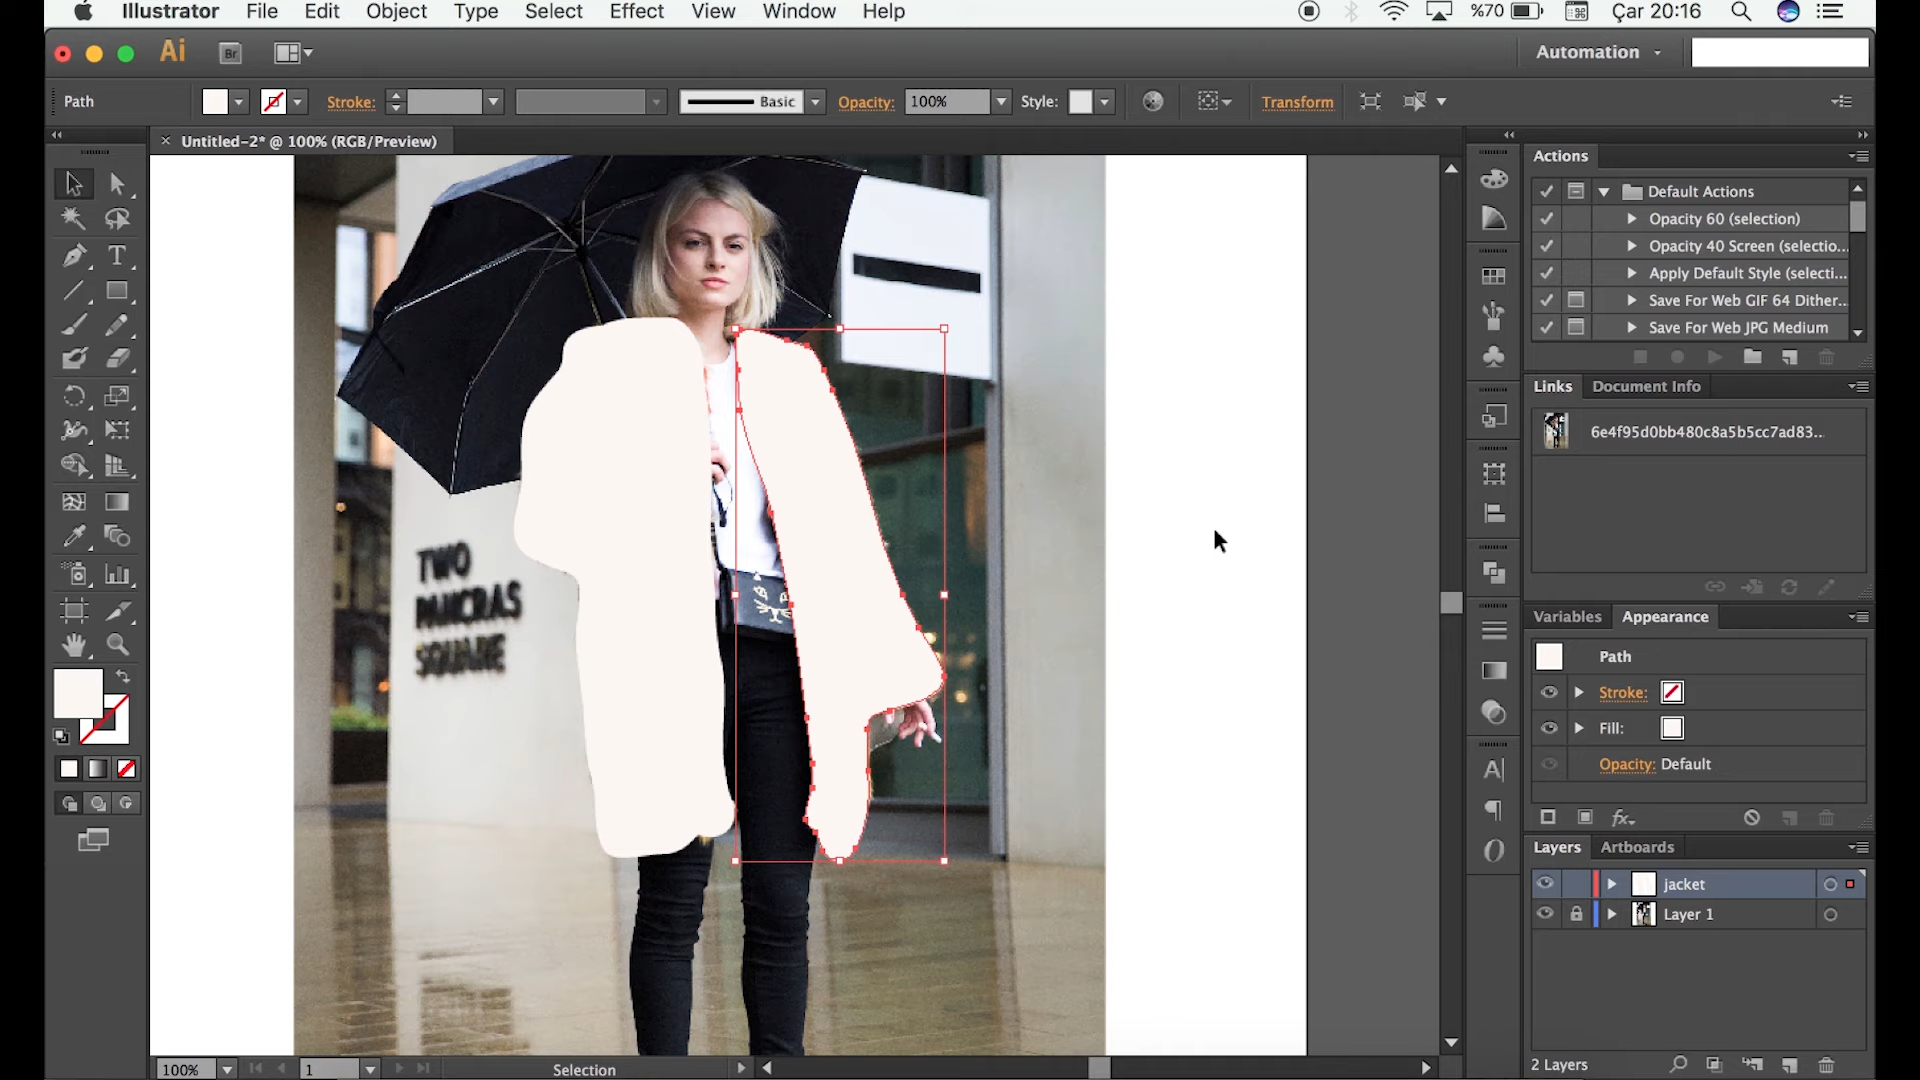 Illustrator File Edit Object Type Select Effect View Window Help %70 Çar 20:16
Ai Br Automation
Path Stroke: Basic Opacity: 100% Style: Transform
× Untitled-2* @ 100% (RGB/Preview)
TWO
PANCRAS
SQUARE
Actions
Default Actions
Opacity 60 (selection)
Opacity 40 Screen (selectio...
Apply Default Style (selecti...
Save For Web GIF 64 Dither...
Save For Web JPG Medium
Links Document Info
6e4f95d0bb480c8a5b5cc7ad83...
Variables Appearance
Path
Stroke:
Fill:
Opacity: Default
fx
Layers Artboards
jacket
Layer 1
2 Layers
100% 1 Selection